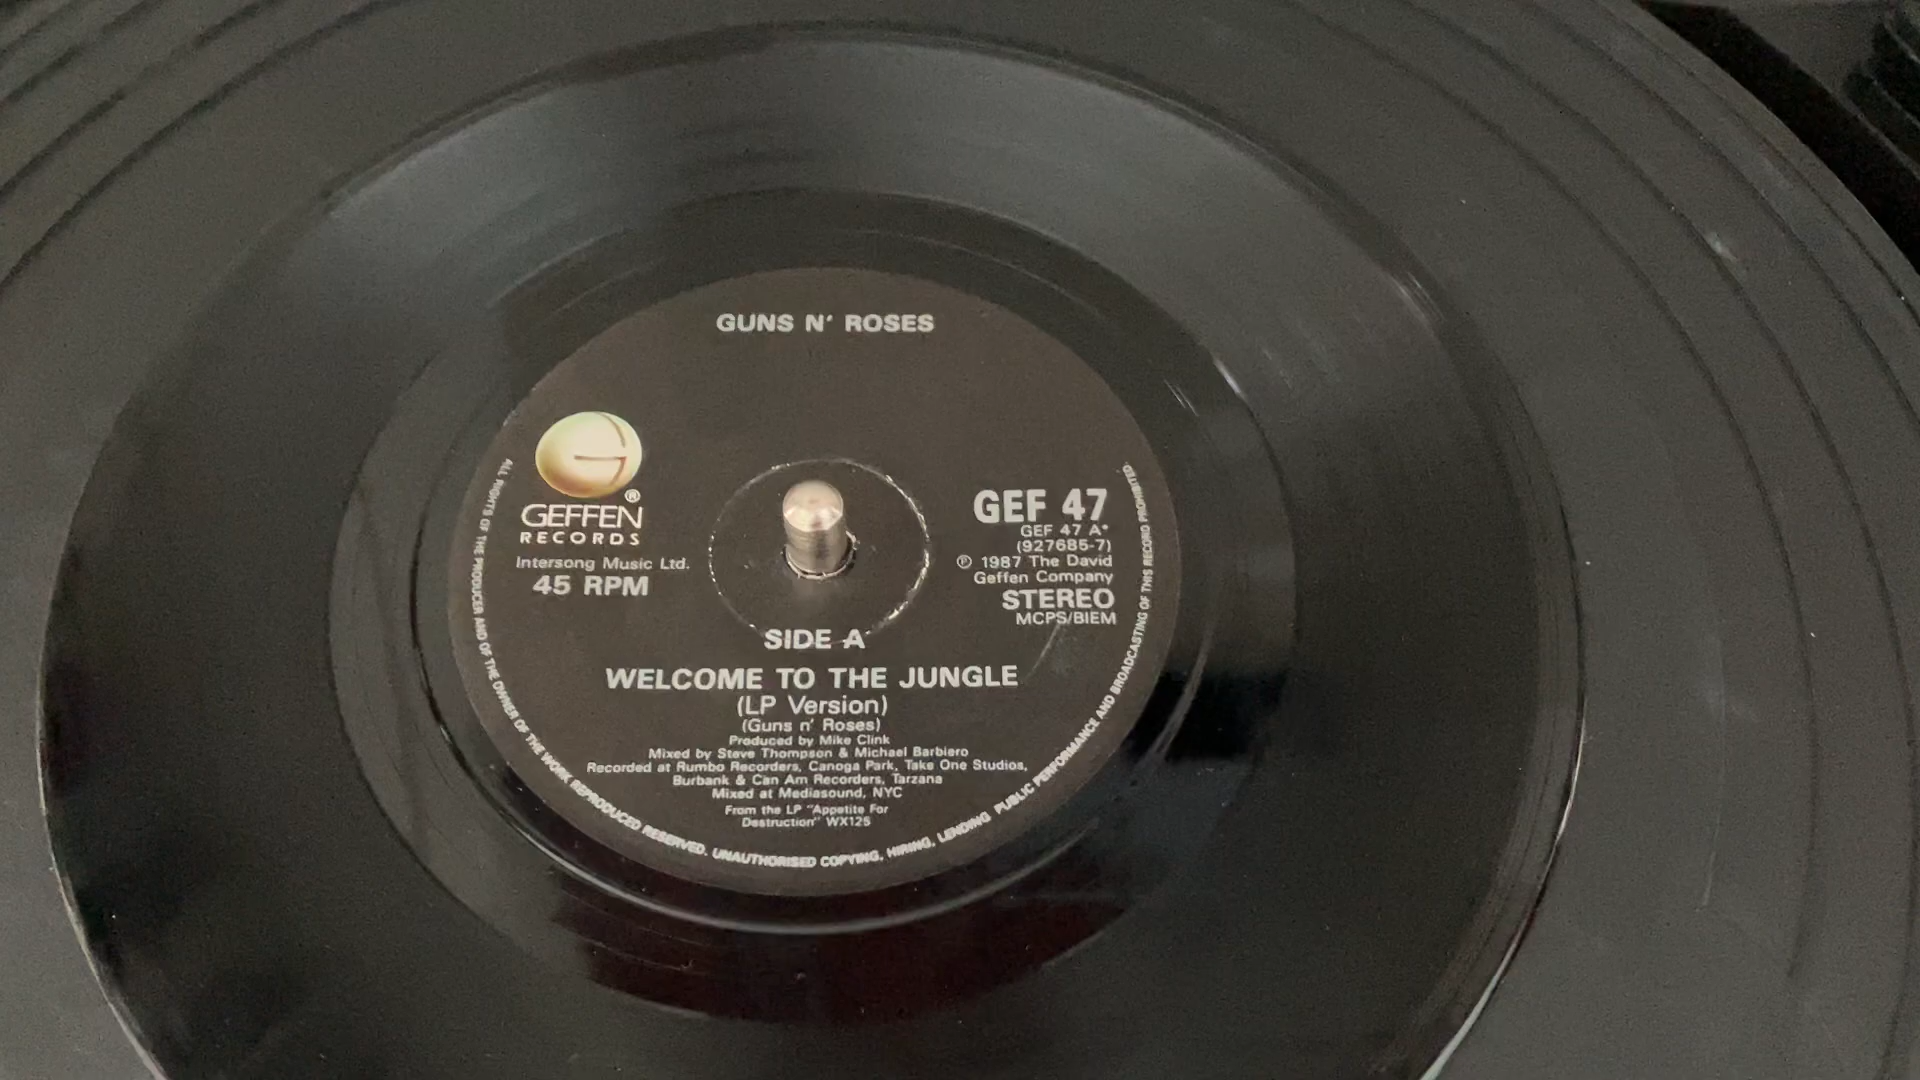 GUNS N' ROSES
GEFFEN®
RECORDS
Intersong Music Ltd.
45 RPM
GEF 47
GEF 47 A*
(927685-7)
℗ 1987 The David
Geffen Company
STEREO
MCPS/BIEM
SIDE A
WELCOME TO THE JUNGLE
(LP Version)
(Guns n' Roses)
Produced by Mike Clink
Mixed by Steve Thompson & Michael Barbiero
Recorded at Rumbo Recorders, Canoga Park, Take One Studios,
Burbank & Can Am Recorders, Tarzana
Mixed at Mediasound, NYC
From the LP "Appetite For
Destruction" WX125
ALL RIGHTS OF THE PRODUCER AND OF THE OWNER OF THE WORK REPRODUCED RESERVED. UNAUTHORISED COPYING, HIRING, LENDING PUBLIC PERFORMANCE AND BROADCASTING OF THIS RECORD PROHIBITED.